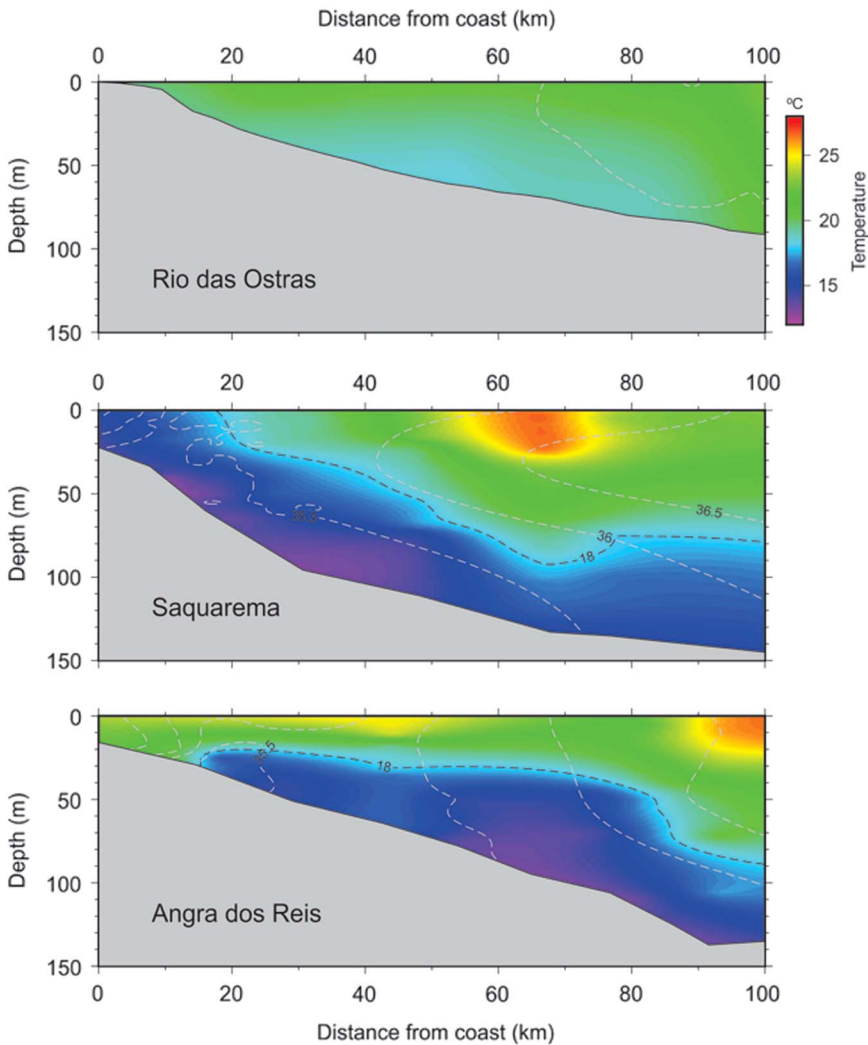 Distance from coast (km)
0 20 40 60 80 100
0
50
100
150
Depth (m)
Rio das Ostras
ºC
25
20
15
Temperature
0 20 40 60 80 100
0
50
100
150
Depth (m)
36.5
36
18
Saquarema
0
50
100
150
Depth (m)
35.5
18
Angra dos Reis
0 20 40 60 80 100
Distance from coast (km)